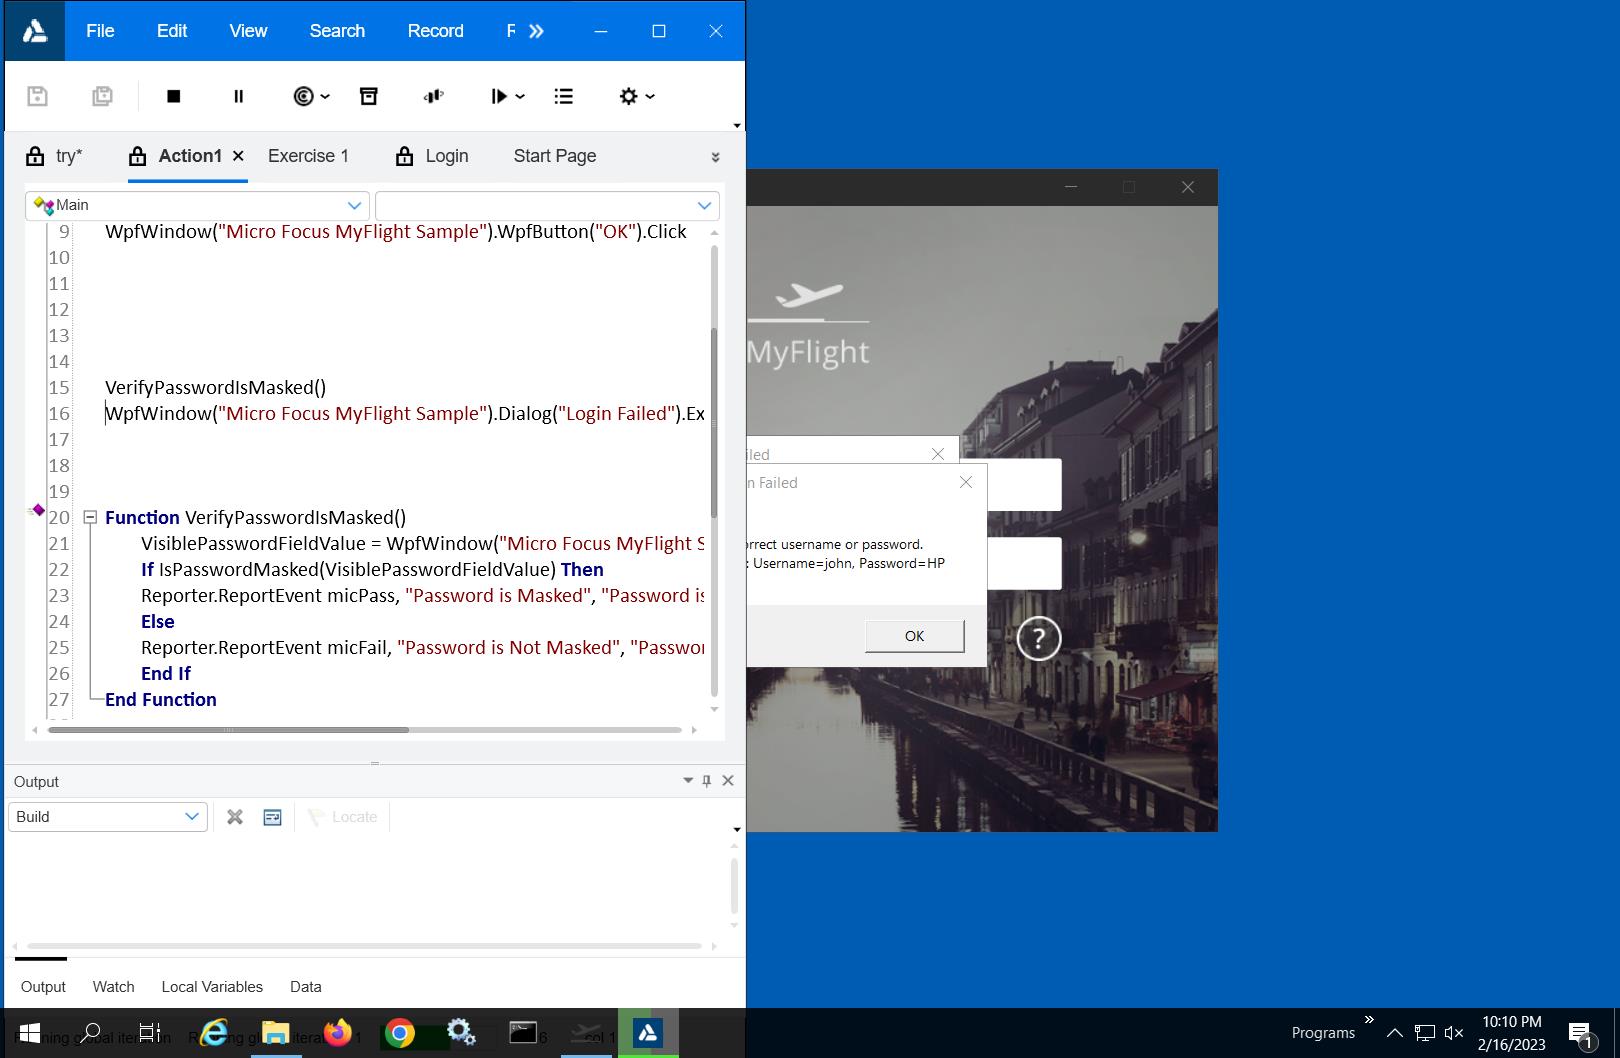 File Edit View Search Record
try* Action1 Exercise 1 Login Start Page
Main
9 WpfWindow("Micro Focus MyFlight Sample").WpfButton("OK").Click
10
11
12
13
14
15 VerifyPasswordIsMasked()
16 WpfWindow("Micro Focus MyFlight Sample").Dialog("Login Failed").Ex
17
18
19
20 Function VerifyPasswordIsMasked()
21 VisiblePasswordFieldValue = WpfWindow("Micro Focus MyFlight S
22 If IsPasswordMasked(VisiblePasswordFieldValue) Then
23 Reporter.ReportEvent micPass, "Password is Masked", "Password is
24 Else
25 Reporter.ReportEvent micFail, "Password is Not Masked", "Passwor
26 End If
27 End Function
Output
Build Locate
Output Watch Local Variables Data
MyFlight
iled
n Failed
orrect username or password.
: Username=john, Password=HP
OK
?
Programs
10:10 PM
2/16/2023
1